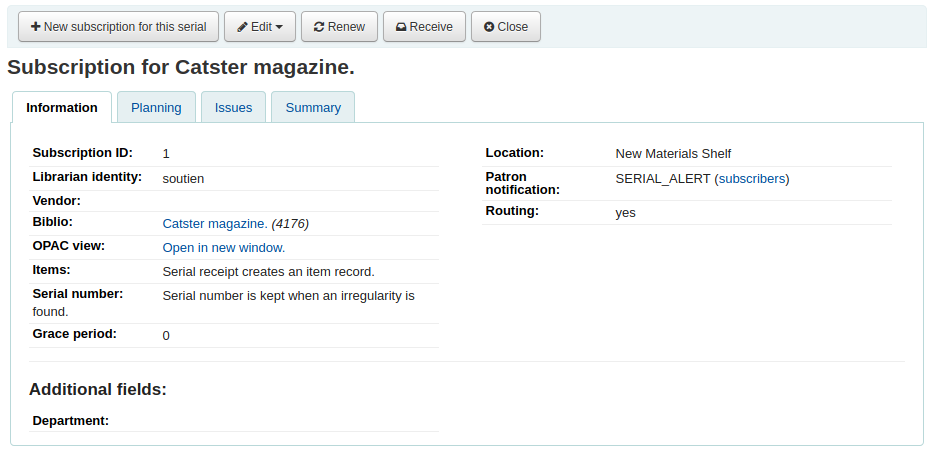 New subscription for this serial Edit Renew Receive Close
Subscription for Catster magazine.
Information Planning Issues Summary
Subscription ID: 1
Librarian identity: soutien
Vendor:
Biblio: Catster magazine. (4176)
OPAC view: Open in new window.
Items: Serial receipt creates an item record.
Serial number: Serial number is kept when an irregularity is
found.
Grace period: 0
Location: New Materials Shelf
Patron
notification: SERIAL_ALERT (subscribers)
Routing: yes
Additional fields:
Department: